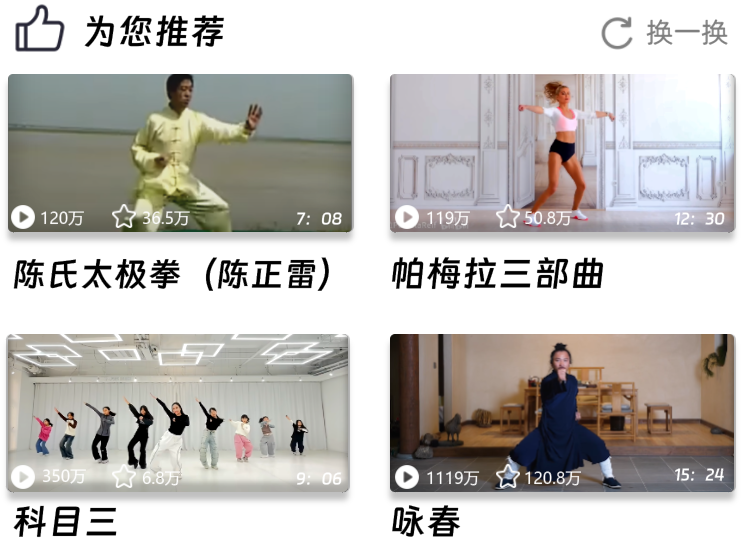 为您推荐
换一换
120万 36.5万 7：08
119万 50.8万 12：30
陈氏太极拳（陈正雷）
帕梅拉三部曲
350万 6.8万 9：06
1119万 120.8万 15：24
科目三
咏春